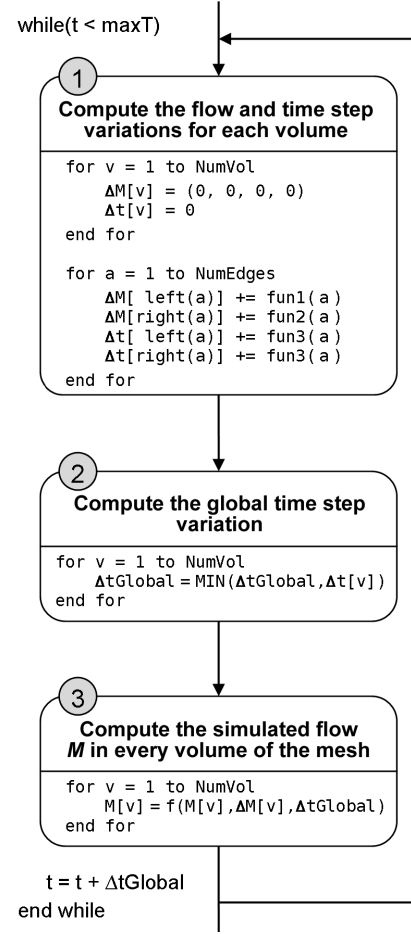 while(t < maxT)
1
Compute the flow and time step
variations for each volume
for v = 1 to NumVol
ΔM[v] = (0, 0, 0, 0)
Δt[v] = 0
end for
for a = 1 to NumEdges
ΔM[ left(a)] += fun1(a)
ΔM[right(a)] += fun2(a)
Δt[ left(a)] += fun3(a)
Δt[right(a)] += fun3(a)
end for
2
Compute the global time step
variation
for v = 1 to NumVol
ΔtGlobal = MIN(ΔtGlobal,Δt[v])
end for
3
Compute the simulated flow
M in every volume of the mesh
for v = 1 to NumVol
M[v] = f(M[v],ΔM[v],ΔtGlobal)
end for
t = t + ΔtGlobal
end while